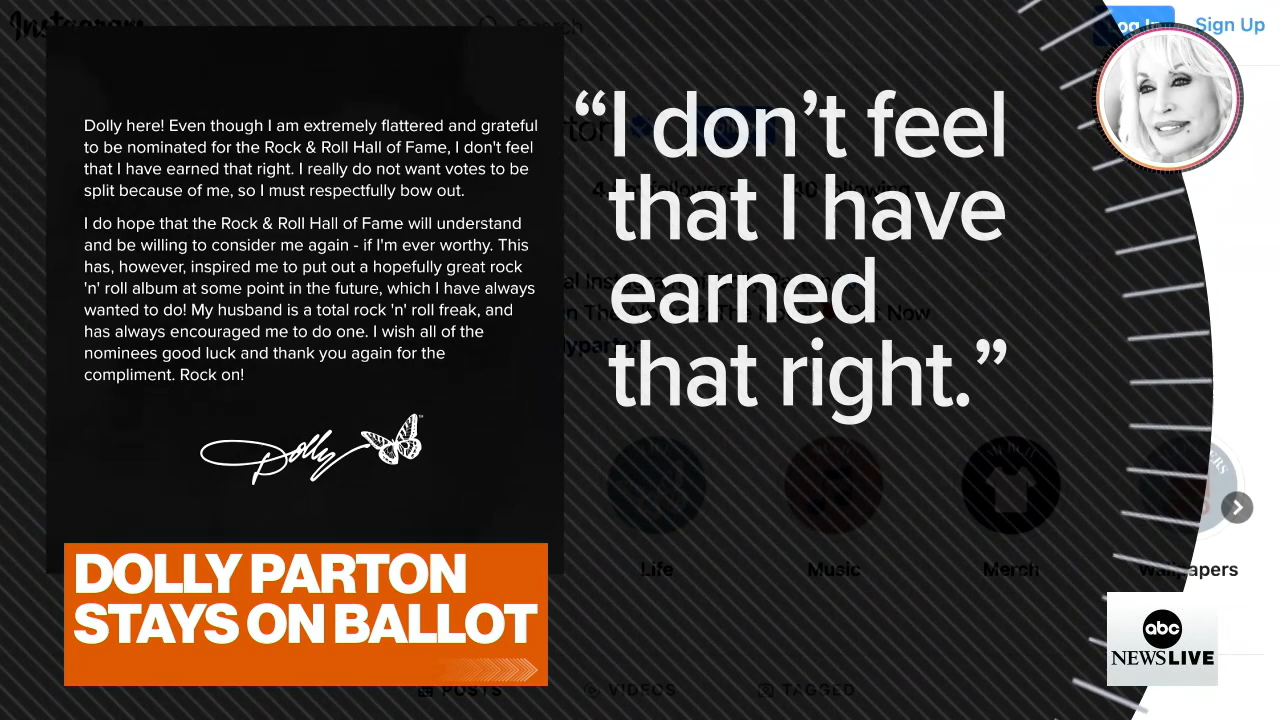 Instagram
Search
Log In
Sign Up
Dolly here! Even though I am extremely flattered and grateful
to be nominated for the Rock & Roll Hall of Fame, I don't feel
that I have earned that right. I really do not want votes to be
split because of me, so I must respectfully bow out.
I do hope that the Rock & Roll Hall of Fame will understand
and be willing to consider me again - if I'm ever worthy. This
has, however, inspired me to put out a hopefully great rock
'n' roll album at some point in the future, which I have always
wanted to do! My husband is a total rock 'n' roll freak, and
has always encouraged me to do one. I wish all of the
nominees good luck and thank you again for the
compliment. Rock on!
Dolly
“I don’t feel
that I have
earned
that right.”
Life
Music
Merch
Wallpapers
DOLLY PARTON
STAYS ON BALLOT
POSTS
VIDEOS
TAGGED
abc
NEWS LIVE